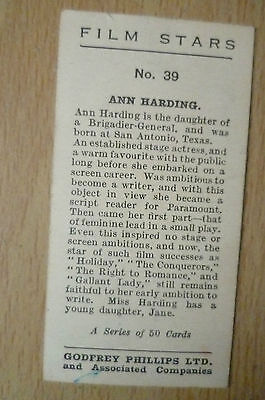 FILM STARS
No. 39
ANN HARDING.
Ann Harding is the daughter of
a Brigadier-General, and was
born at San Antonio, Texas.
An established stage actress, and
a warm favourite with the public
long before she embarked on a
screen career. Was ambitious to
become a writer, and with this
object in view she became a
script reader for Paramount.
Then came her first part—that
of feminine lead in a small play.
Even this inspired no stage or
screen ambitions, and now, the
star of such film successes as
"Holiday," "The Conquerors,"
"The Right to Romance," and
"Gallant Lady," still remains
faithful to her early ambition to
write. Miss Harding has a
young daughter, Jane.
A Series of 50 Cards
GODFREY PHILLIPS LTD.
and Associated Companies